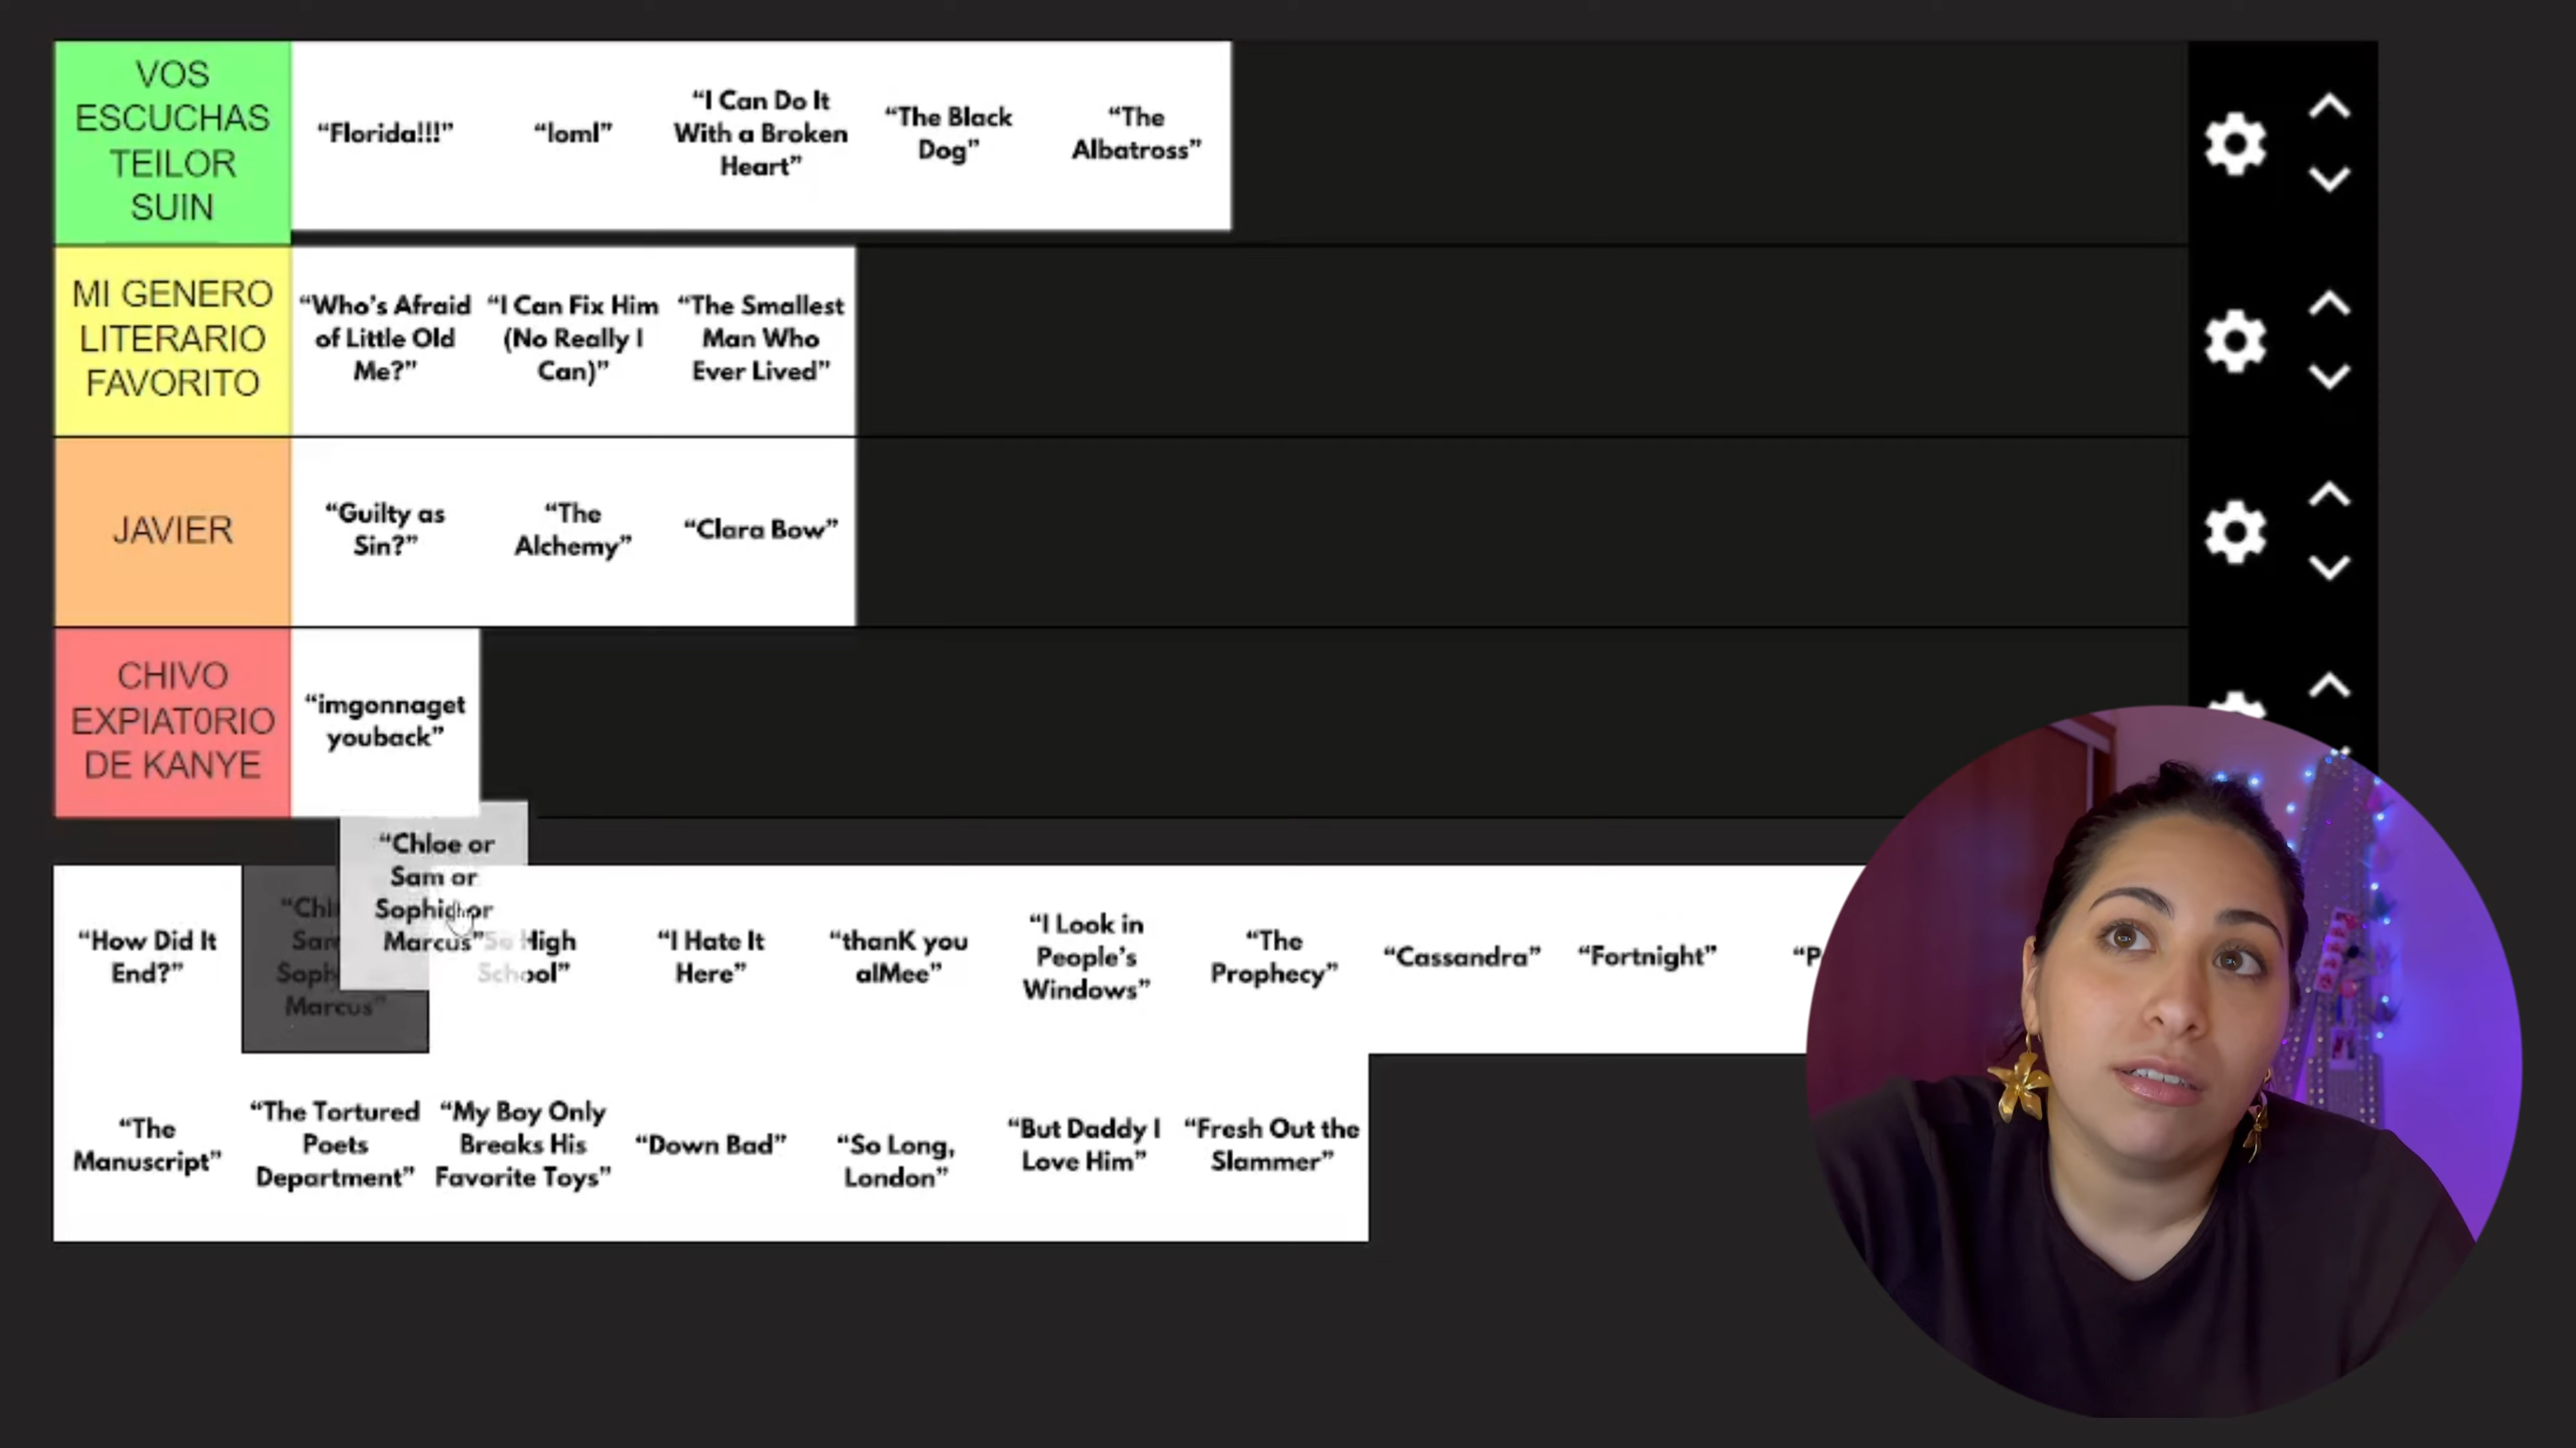 VOS
ESCUCHAS
TEILOR
SUIN
“Florida!!!”
“loml”
“I Can Do It
With a Broken
Heart”
“The Black
Dog”
“The
Albatross”
MI GENERO
LITERARIO
FAVORITO
“Who’s Afraid
of Little Old
Me?”
“I Can Fix Him
(No Really I
Can)”
“The Smallest
Man Who
Ever Lived”
JAVIER
“Guilty as
Sin?”
“The
Alchemy”
“Clara Bow”
CHIVO
EXPIAT0RIO
DE KANYE
“imgonnaget
youback”
“Chloe or
Sam or
Sophia or
Marcus”
“How Did It
End?”
Marcus”
So High
School”
“I Hate It
Here”
“thanK you
aIMee”
“I Look in
People’s
Windows”
“The
Prophecy”
“Cassandra”
“Fortnight”
“The
Manuscript”
“The Tortured
Poets
Department”
“My Boy Only
Breaks His
Favorite Toys”
“Down Bad”
“So Long,
London”
“But Daddy I
Love Him”
“Fresh Out the
Slammer”